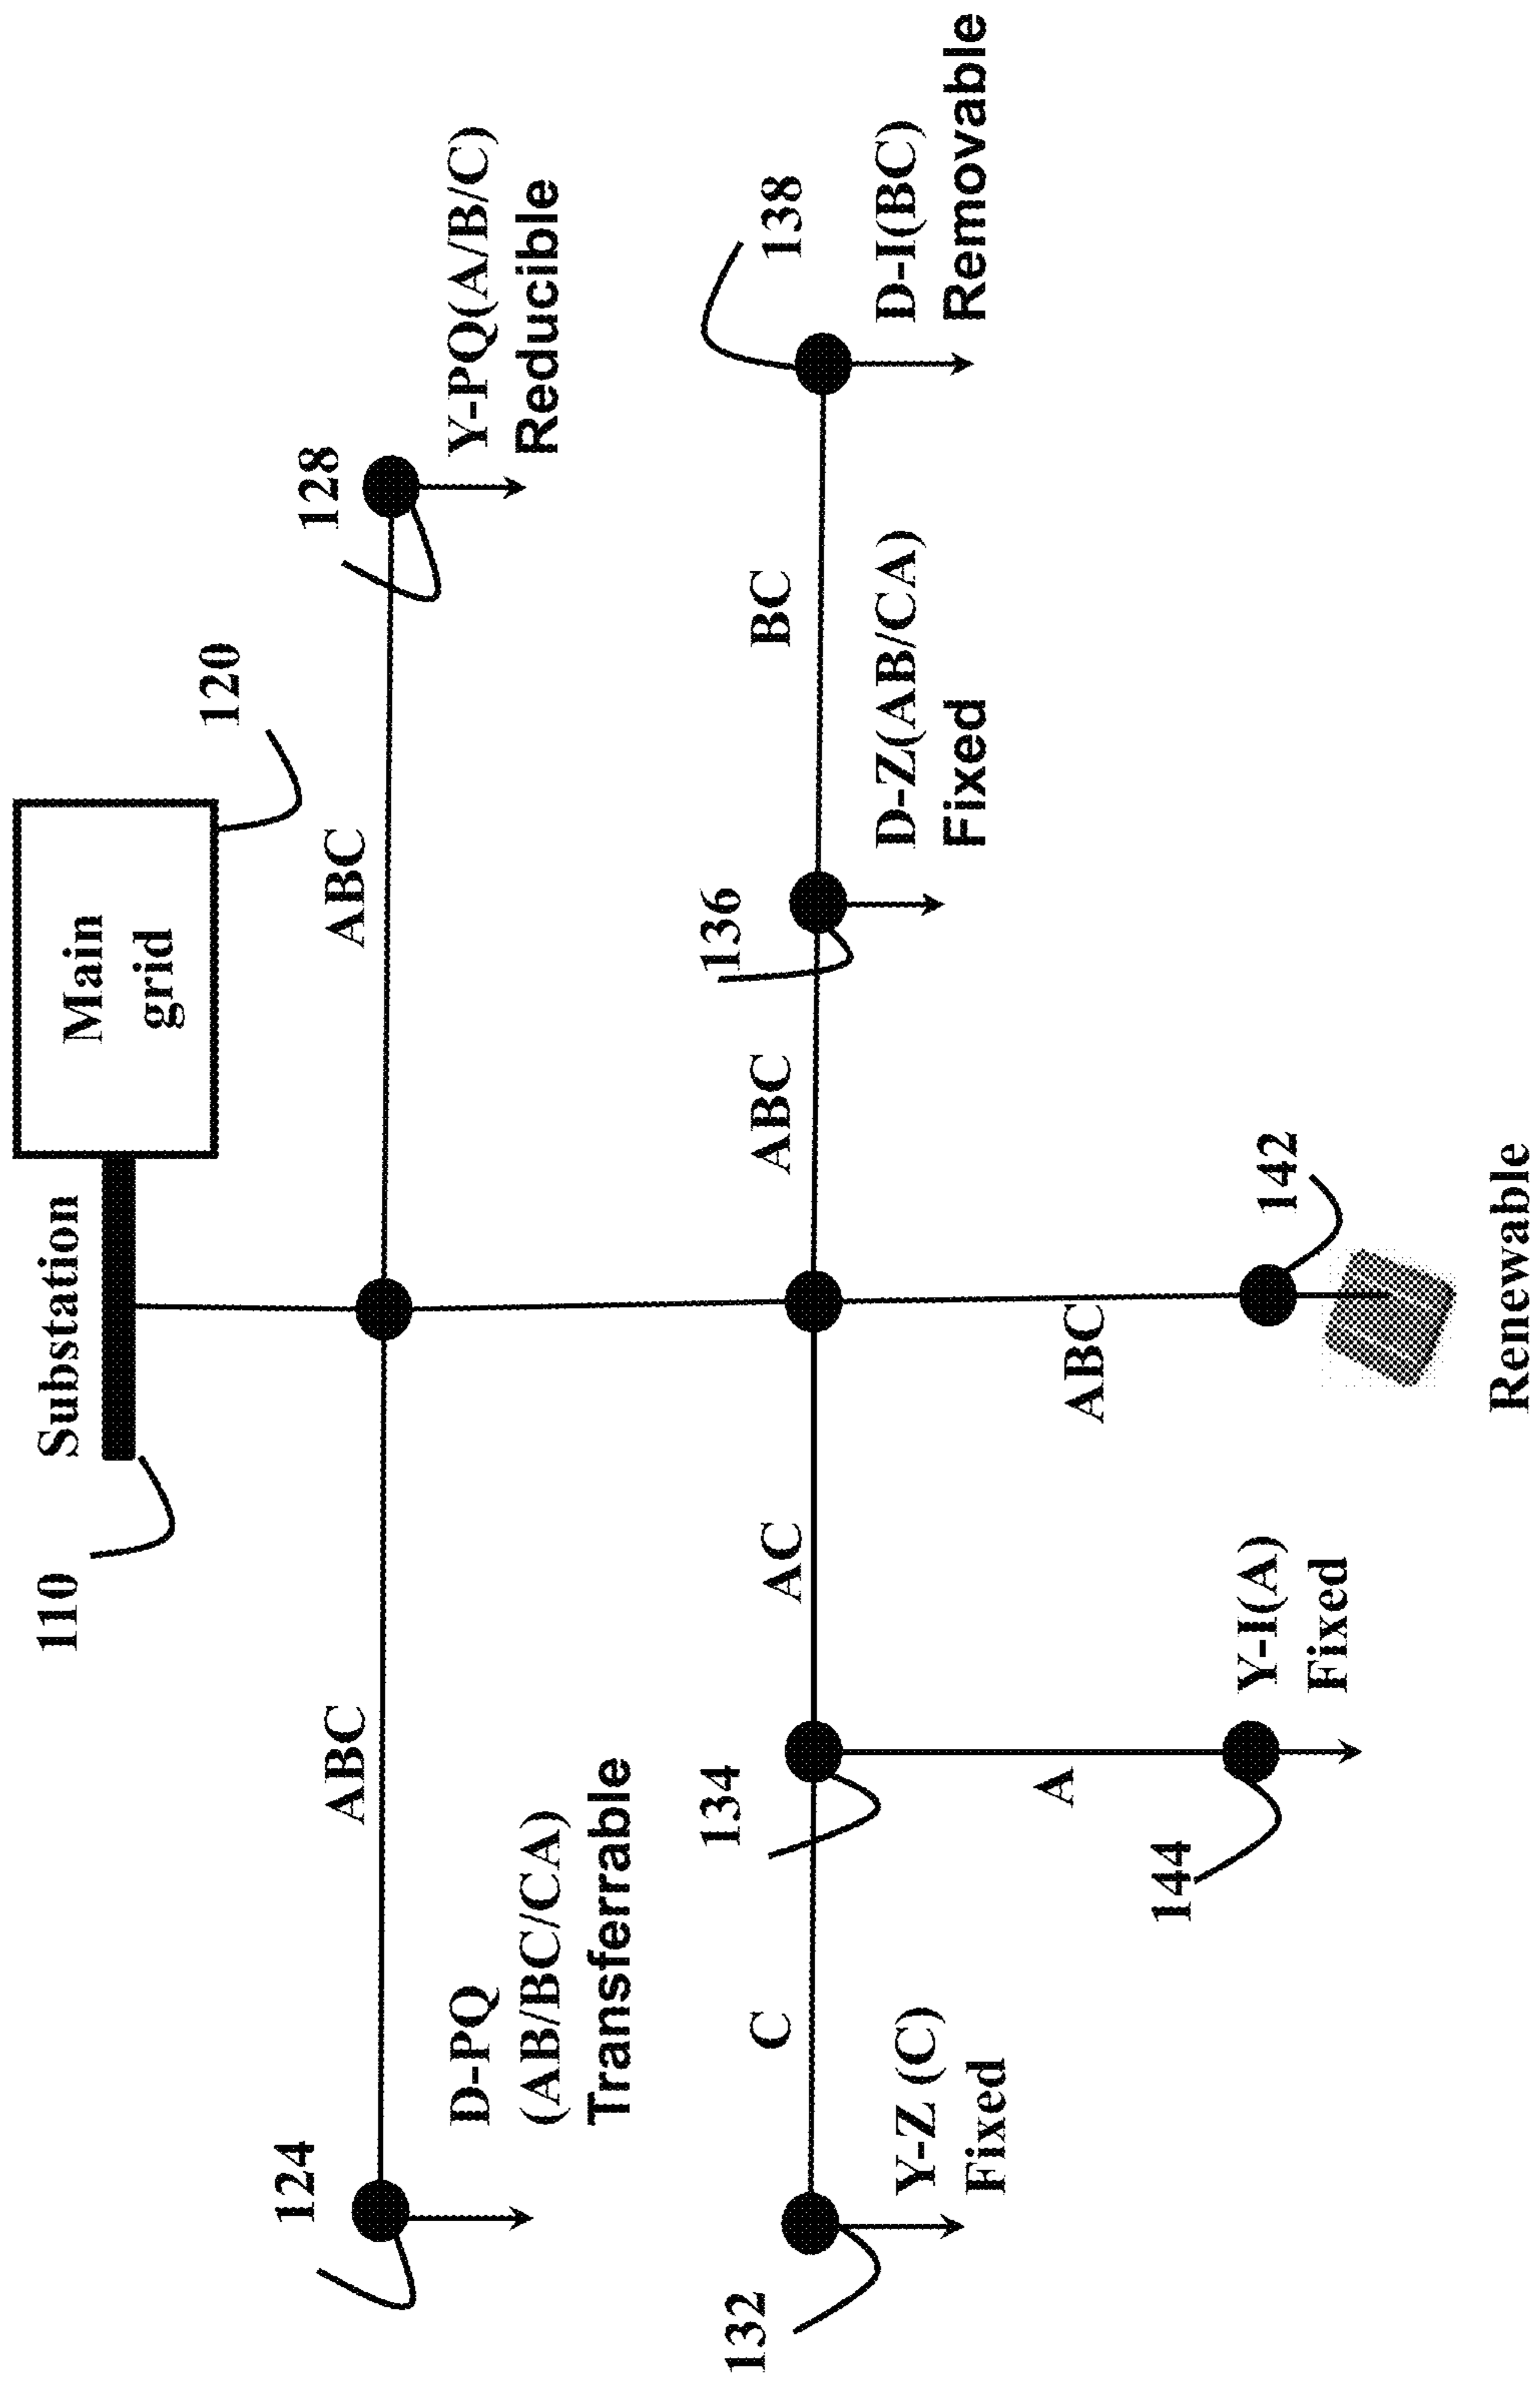 110
Substation
Main
grid
120
124
ABC
ABC
128
D-PQ
(AB/BC/CA)
Transferrable
Y-PQ(A/B/C)
Reducible
132
C
134
AC
ABC
136
BC
138
Y-Z (C)
Fixed
D-Z(AB/CA)
Fixed
D-I(BC)
Removable
A
ABC
144
Y-I(A)
Fixed
142
Renewable